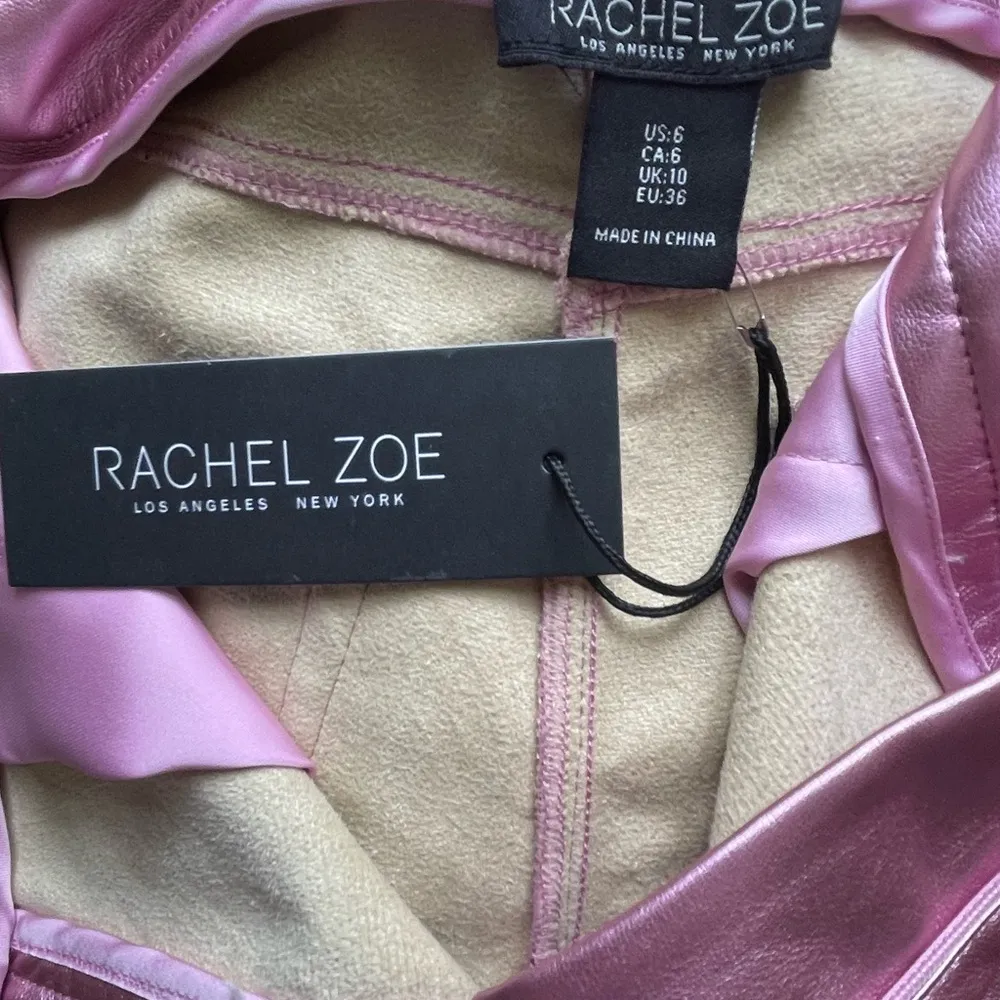 RACHEL ZOE
LOS ANGELES NEW YORK
US:6
CA:6
UK:10
EU:36
MADE IN CHINA
RACHEL ZOE
LOS ANGELES NEW YORK